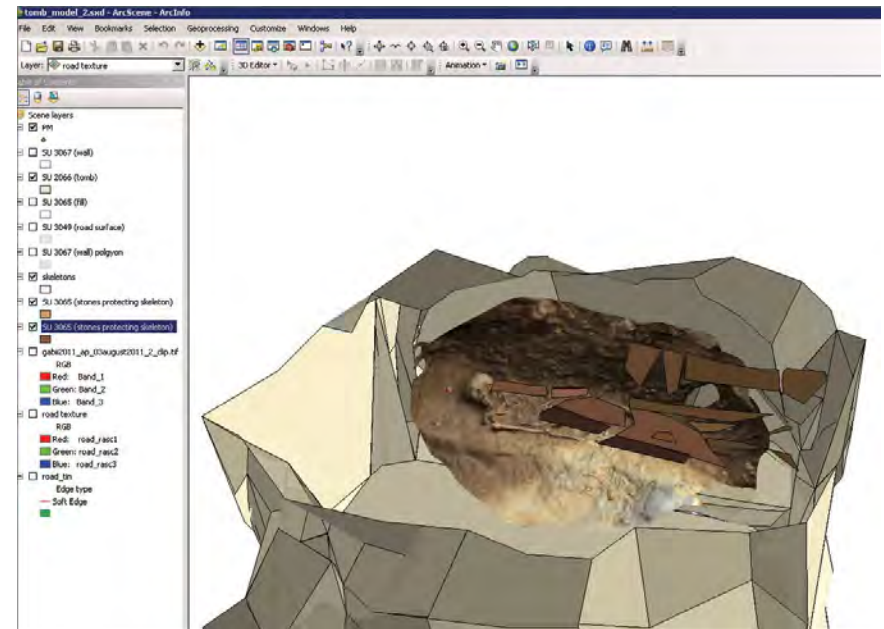 tomb_model_2.sxd - ArcScene - ArcInfo
File Edit View Bookmarks Selection Geoprocessing Customize Windows Help
Layer: road texture 3D Editor Animation
Scene layers
PM
SU 3067 (wall)
SU 2066 (tomb)
SU 3065 (fill)
SU 3049 (road surface)
SU 3067 (wall) polgyon
skeletons
SU 3065 (stones protecting skeleton)
SU 3065 (stones protecting skeleton)
gabii2011_ap_03august2011_2_clip.tif
RGB
Red: Band_1
Green: Band_2
Blue: Band_3
road texture
RGB
Red: road_rasc1
Green: road_rasc2
Blue: road_rasc3
road_tin
Edge type
Soft Edge